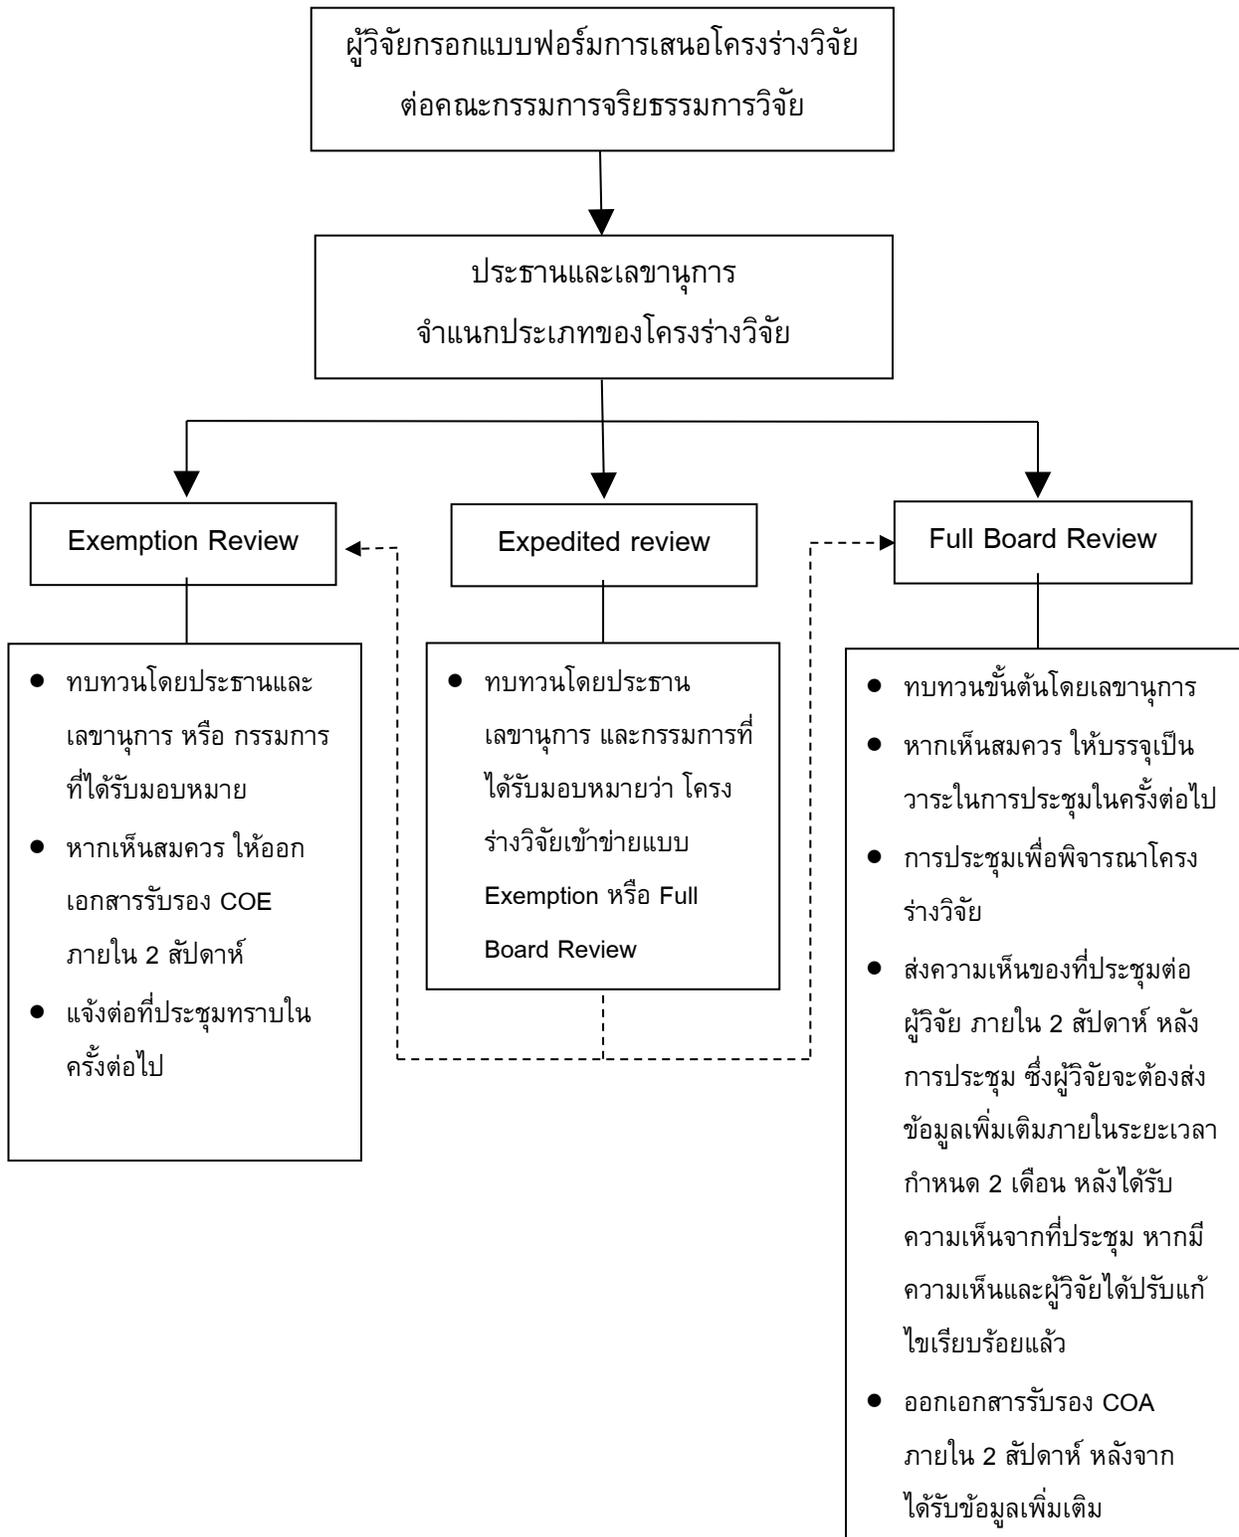 ผู้วิจัยกรอกแบบฟอร์มการเสนอโครงร่างวิจัย
ต่อคณะกรรมการจริยธรรมการวิจัย
ประธานและเลขานุการ
จำแนกประเภทของโครงร่างวิจัย
Exemption Review
Expedited review
Full Board Review
● ทบทวนโดยประธานและ
เลขานุการ หรือ กรรมการ
ที่ได้รับมอบหมาย
● หากเห็นสมควร ให้ออก
เอกสารรับรอง COE
ภายใน 2 สัปดาห์
● แจ้งต่อที่ประชุมทราบใน
ครั้งต่อไป
● ทบทวนโดยประธาน
เลขานุการ และกรรมการที่
ได้รับมอบหมายว่า โครง
ร่างวิจัยเข้าข่ายแบบ
Exemption หรือ Full
Board Review
● ทบทวนขั้นต้นโดยเลขานุการ
● หากเห็นสมควร ให้บรรจุเป็น
วาระในการประชุมในครั้งต่อไป
● การประชุมเพื่อพิจารณาโครง
ร่างวิจัย
● ส่งความเห็นของที่ประชุมต่อ
ผู้วิจัย ภายใน 2 สัปดาห์ หลัง
การประชุม ซึ่งผู้วิจัยจะต้องส่ง
ข้อมูลเพิ่มเติมภายในระยะเวลา
กำหนด 2 เดือน หลังได้รับ
ความเห็นจากที่ประชุม หากมี
ความเห็นและผู้วิจัยได้ปรับแก้
ไขเรียบร้อยแล้ว
● ออกเอกสารรับรอง COA
ภายใน 2 สัปดาห์ หลังจาก
ได้รับข้อมูลเพิ่มเติม